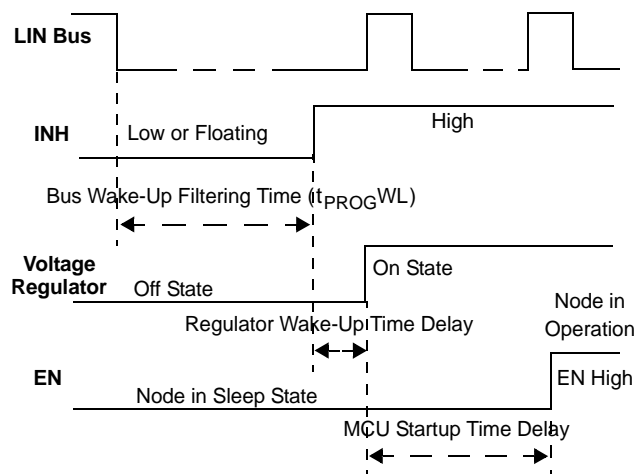 LIN Bus
INH
Low or Floating
High
Bus Wake-Up Filtering Time (tPROGWL)
Voltage
Regulator
On State
Off State
Node in
Operation
Regulator Wake-Up Time Delay
EN
Node in Sleep State
EN High
MCU Startup Time Delay